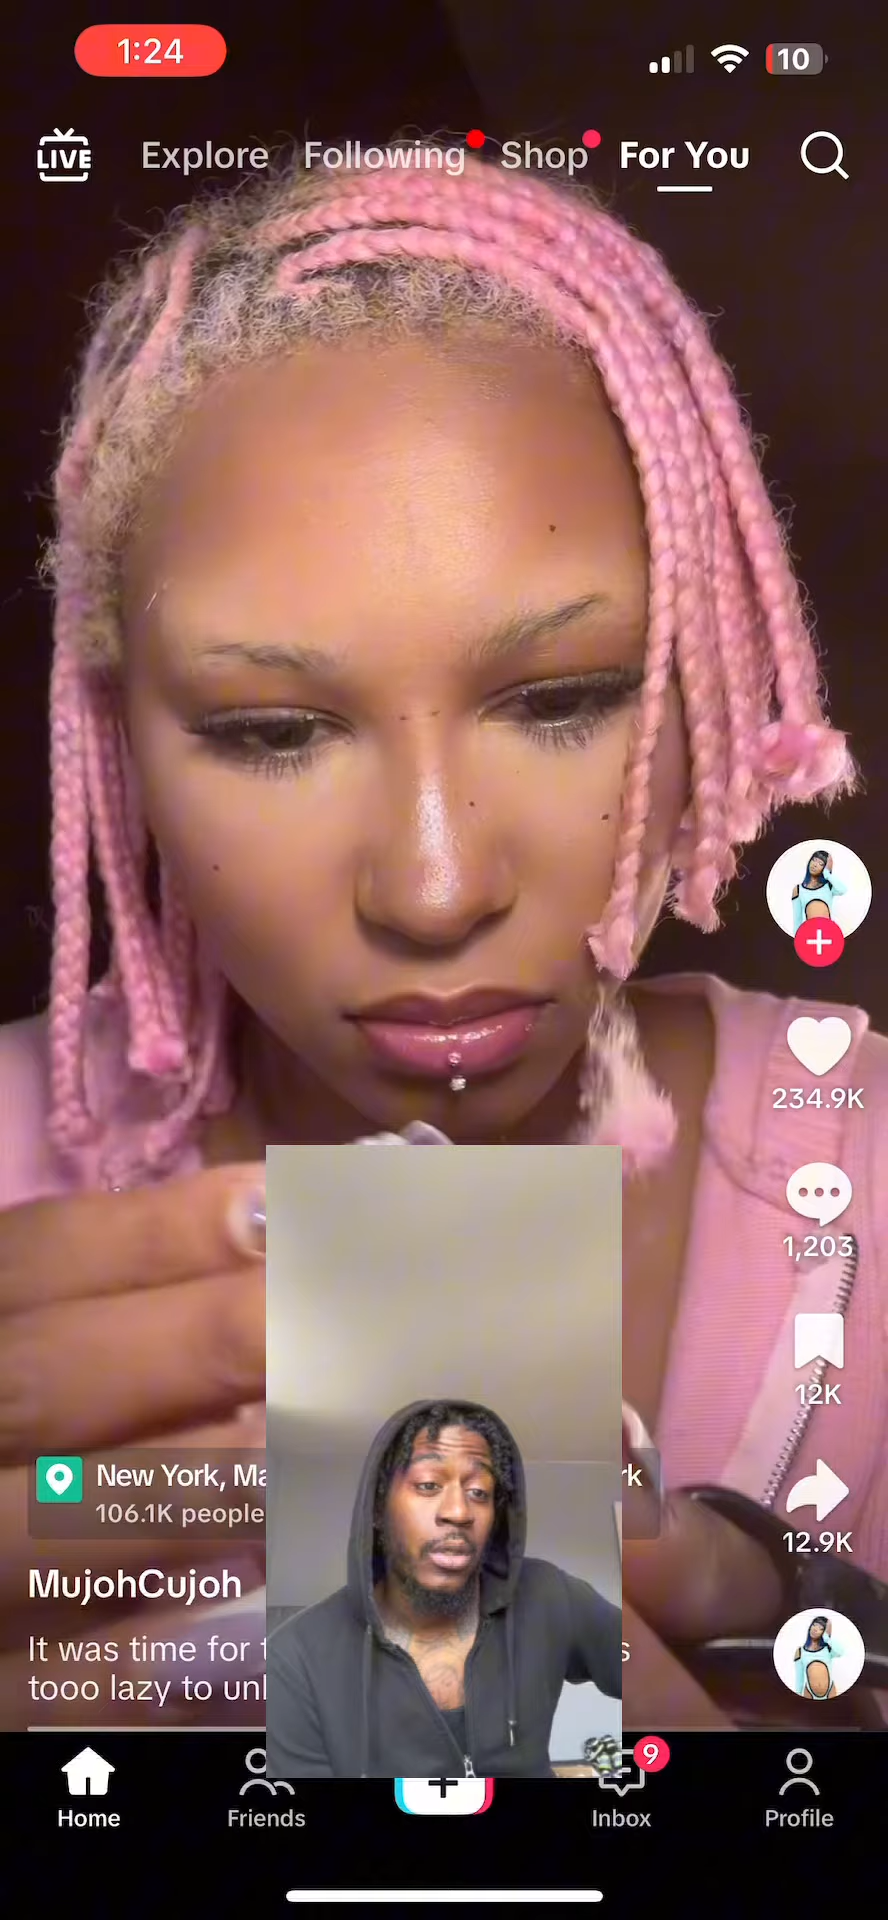 1:24
10
LIVE Explore Following Shop For You
234.9K
1,203
12K
New York, Ma rk
106.1K people
12.9K
MujohCujoh
It was time for s
tooo lazy to
9
Home Friends Inbox Profile